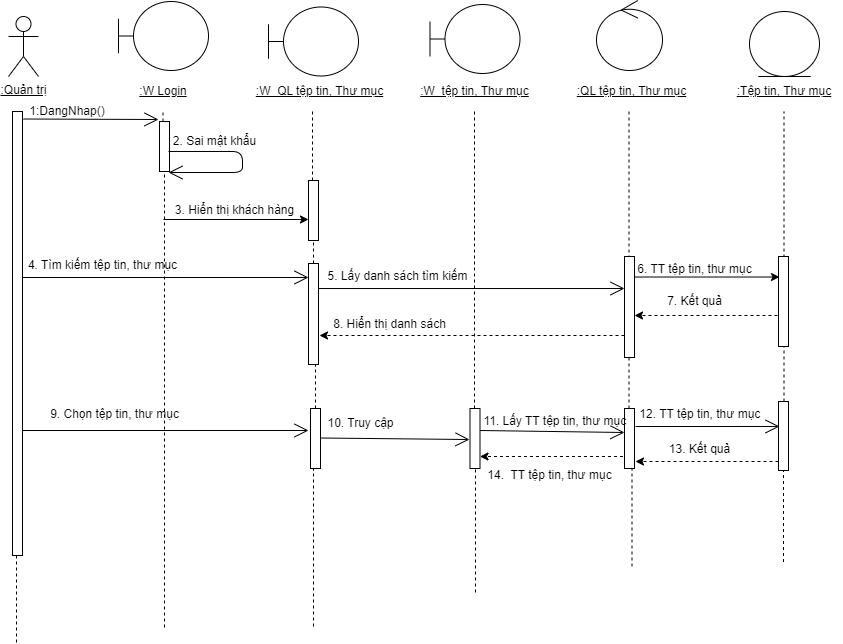 :Quản trị
:W Login
:W_QL tệp tin, Thư mục
:W_tệp tin, Thư mục
:QL tệp tin, Thư mục
:Tệp tin, Thư mục
1:DangNhap()
2. Sai mật khẩu
3. Hiển thị khách hàng
4. Tìm kiếm tệp tin, thư mục
5. Lấy danh sách tìm kiếm
6. TT tệp tin, thư mục
7. Kết quả
8. Hiển thị danh sách
9. Chọn tệp tin, thư mục
10. Truy cập
11. Lấy TT tệp tin, thư mục
12. TT tệp tin, thư mục
13. Kết quả
14. TT tệp tin, thư mục